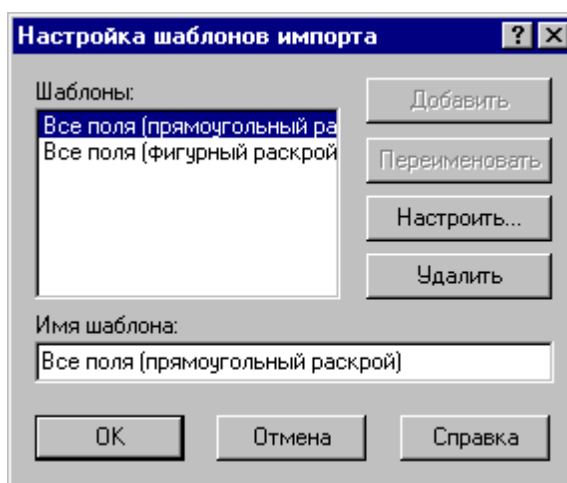 Настройка шаблонов импорта
Шаблоны:
Все поля (прямоугольный ра
Все поля (фигурный раскрой
Добавить
Переименовать
Настроить...
Удалить
Имя шаблона:
Все поля (прямоугольный раскрой)
OK
Отмена
Справка